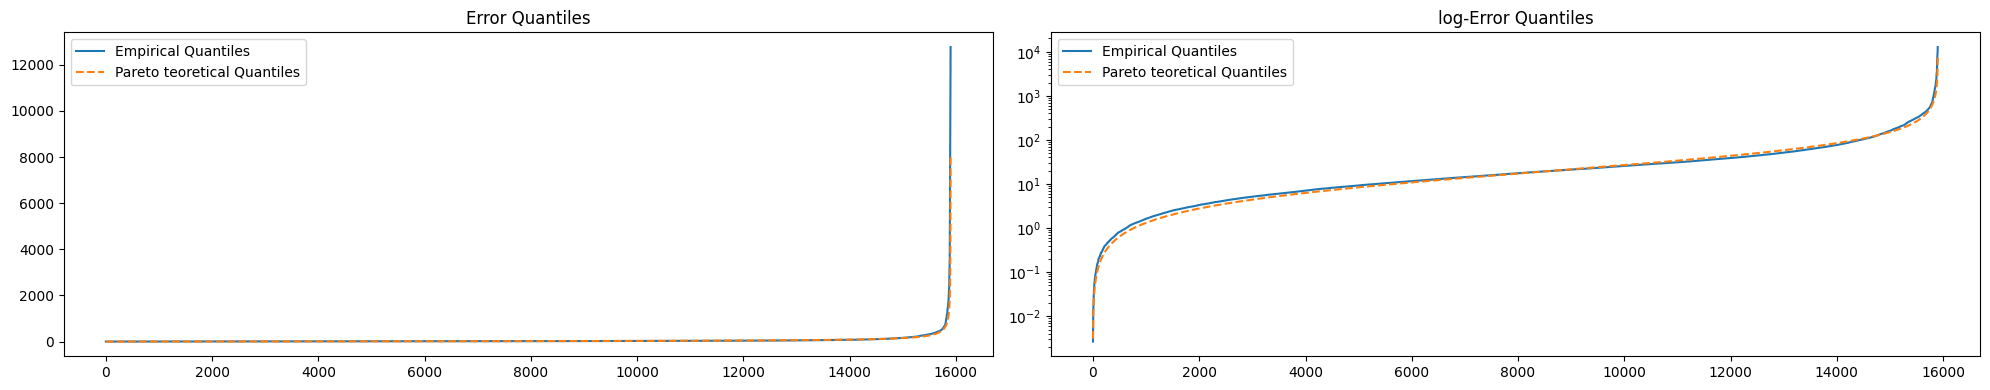 Error Quantiles
Empirical Quantiles
Pareto teoretical Quantiles
12000
10000
8000
6000
4000
2000
0
0 2000 4000 6000 8000 10000 12000 14000 16000
log-Error Quantiles
Empirical Quantiles
Pareto teoretical Quantiles
10⁴
10³
10²
10¹
10⁰
10⁻¹
10⁻²
0 2000 4000 6000 8000 10000 12000 14000 16000